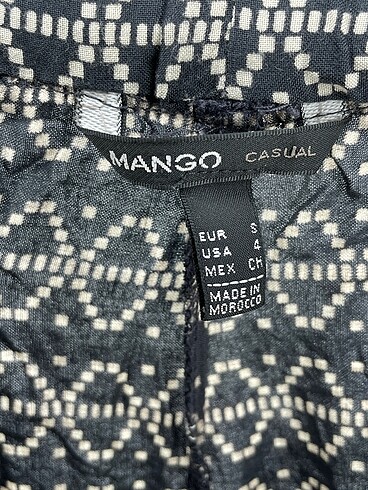 MANGO CASUAL
EUR S
USA 4
MEX CH
MADE IN
MOROCCO